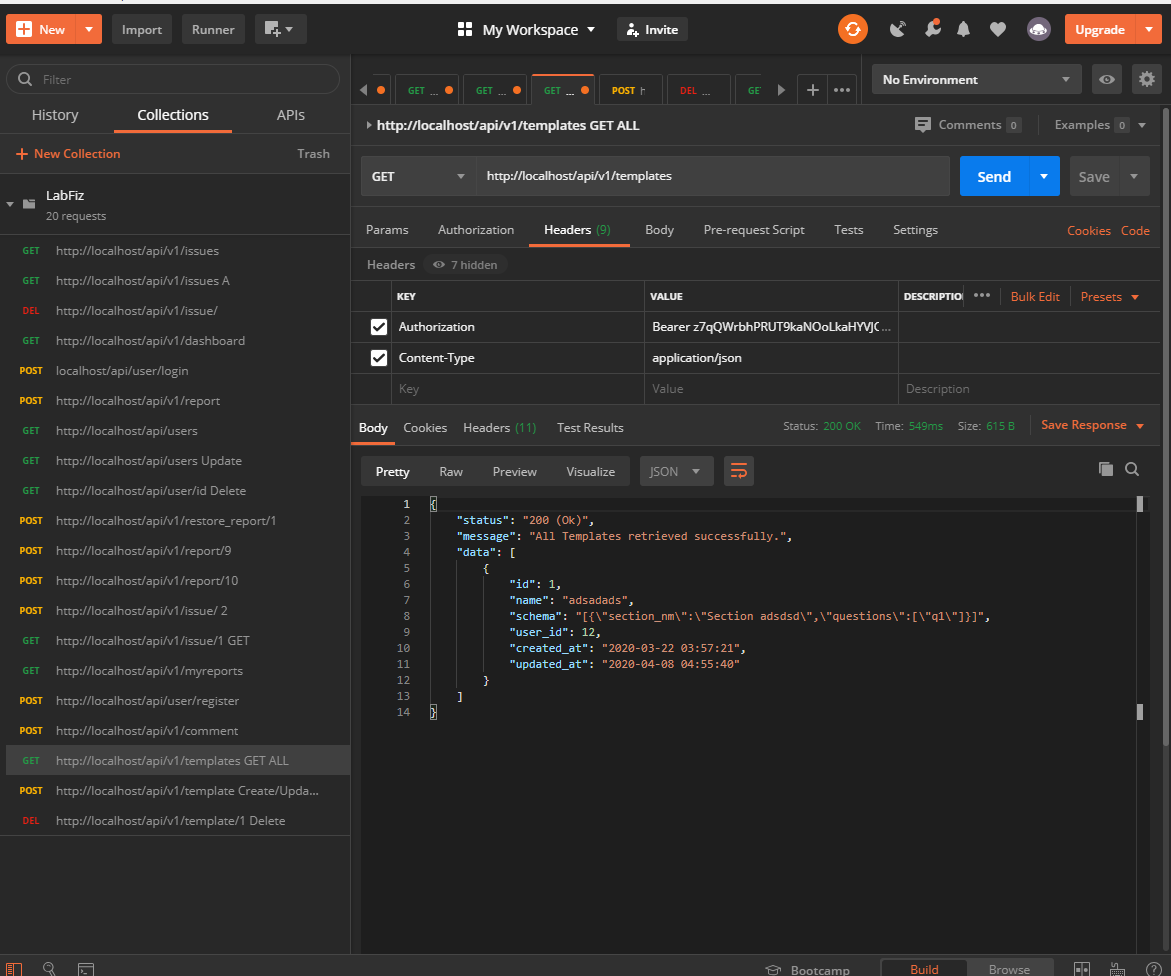 New
Import
Runner
My Workspace
Invite
Upgrade
Filter
History
Collections
APIs
New Collection
Trash
LabFiz
20 requests
GET http://localhost/api/v1/issues
GET http://localhost/api/v1/issues A
DEL http://localhost/api/v1/issue/
GET http://localhost/api/v1/dashboard
POST localhost/api/user/login
POST http://localhost/api/v1/report
GET http://localhost/api/users
GET http://localhost/api/users Update
GET http://localhost/api/user/id Delete
POST http://localhost/api/v1/restore_report/1
POST http://localhost/api/v1/report/9
POST http://localhost/api/v1/report/10
POST http://localhost/api/v1/issue/ 2
GET http://localhost/api/v1/issue/1 GET
GET http://localhost/api/v1/myreports
POST http://localhost/api/user/register
POST http://localhost/api/v1/comment
GET http://localhost/api/v1/templates GET ALL
POST http://localhost/api/v1/template Create/Upda...
DEL http://localhost/api/v1/template/1 Delete
GET ... GET ... GET ... POST DEL ... GE
No Environment
http://localhost/api/v1/templates GET ALL
Comments 0
Examples 0
GET http://localhost/api/v1/templates
Send
Save
Params Authorization Headers (9) Body Pre-request Script Tests Settings
Cookies Code
Headers 7 hidden
KEY VALUE DESCRIPTIO ••• Bulk Edit Presets
Authorization Bearer z7qQWrbhPRUT9kaNOoLkaHYVJC...
Content-Type application/json
Key Value Description
Body Cookies Headers (11) Test Results
Status: 200 OK Time: 549ms Size: 615 B
Save Response
Pretty Raw Preview Visualize JSON
1 {
2 "status": "200 (Ok)",
3 "message": "All Templates retrieved successfully.",
4 "data": [
5 {
6 "id": 1,
7 "name": "adsadads",
8 "schema": "[{\"section_nm\":\"Section adsdsd\",\"questions\":[\"q1\"]}]",
9 "user_id": 12,
10 "created_at": "2020-03-22 03:57:21",
11 "updated_at": "2020-04-08 04:55:40"
12 }
13 ]
14 }
Bootcamp
Build
Browse